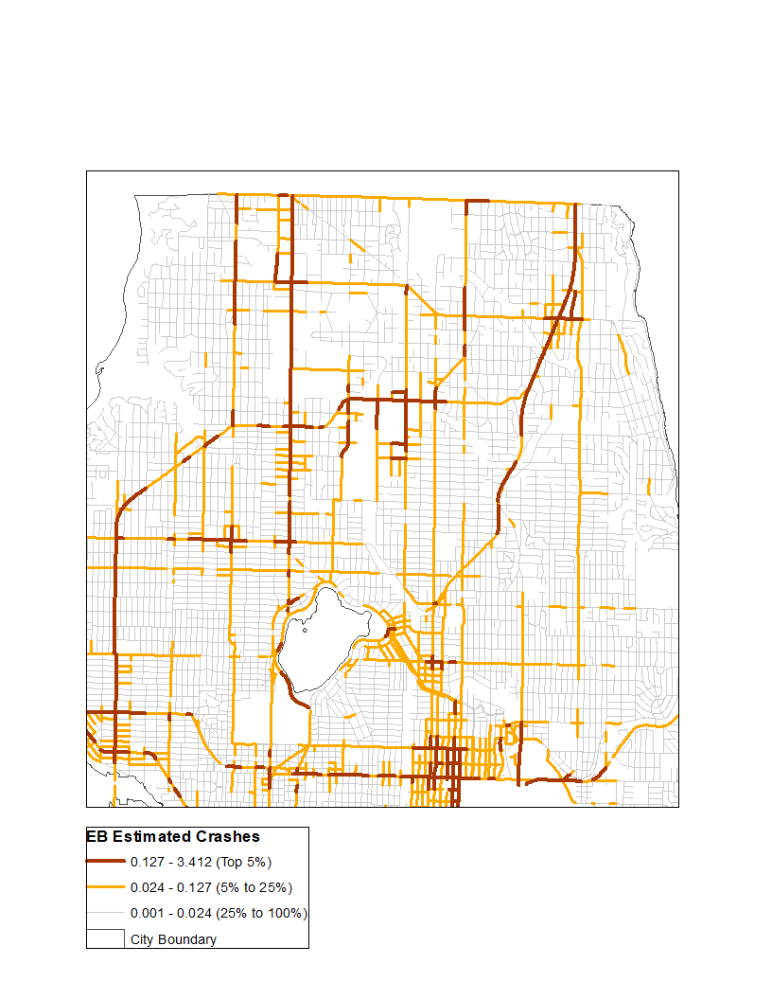 EB Estimated Crashes
0.127 - 3.412 (Top 5%)
0.024 - 0.127 (5% to 25%)
0.001 - 0.024 (25% to 100%)
City Boundary